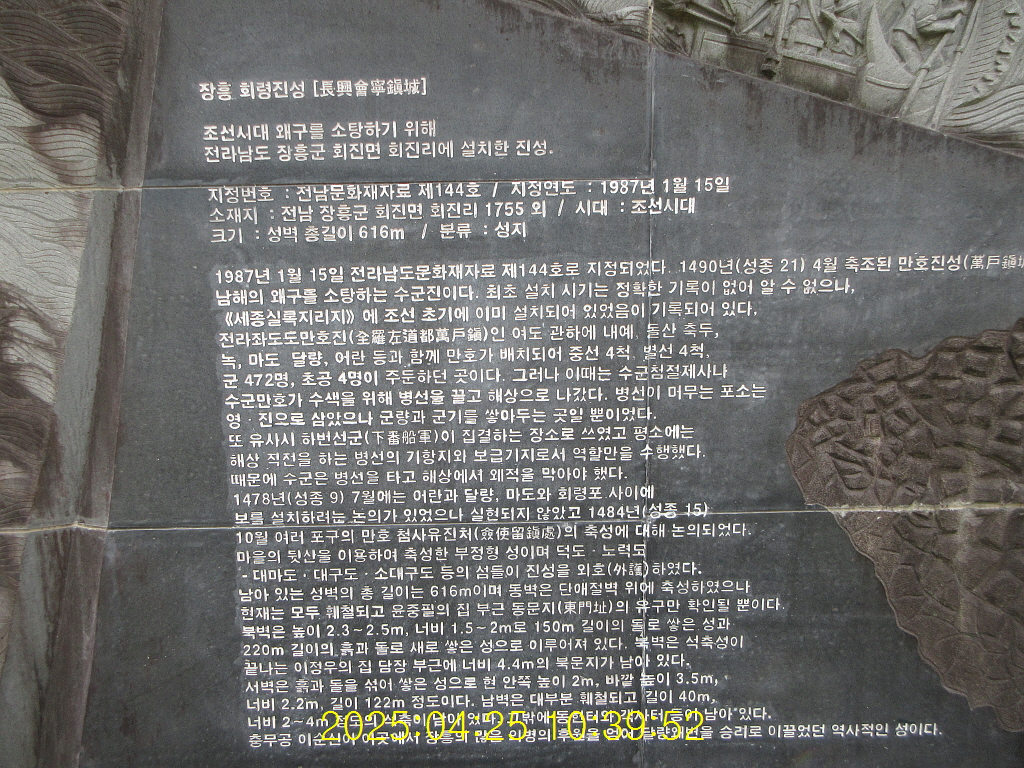 장흥 회령진성 [長興會寧鎭城]
조선시대 왜구를 소탕하기 위해
전라남도 장흥군 회진면 회진리에 설치한 진성.
지정번호 : 전남문화재자료 제144호 / 지정연도 : 1987년 1월 15일
소재지 : 전남 장흥군 회진면 회진리 1755 외 / 시대 : 조선시대
크기 : 성벽 총길이 616m / 분류 : 성지
1987년 1월 15일 전라남도문화재자료 제144호로 지정되었다. 1490년(성종 21) 4월 축조된 만호진성(萬戶鎭城
남해의 왜구를 소탕하는 수군진이다. 최초 설치 시기는 정확한 기록이 없어 알 수 없으나,
《세종실록지리지》에 조선 초기에 이미 설치되어 있었음이 기록되어 있다.
전라좌도도만호진(全羅左道都萬戶鎭)인 여도 관하에 내예, 돌산 축두,
녹, 마도 달량, 어란 등과 함께 만호가 배치되어 중선 4척, 별선 4척,
군 472명, 초공 4명이 주둔하던 곳이다. 그러나 이때는 수군첨절제사나
수군만호가 수색을 위해 병선을 끌고 해상으로 나갔다. 병선이 머무는 포소는
영·진으로 삼았으나 군량과 군기를 쌓아두는 곳일 뿐이었다.
또 유사시 하번선군(下番船軍)이 집결하는 장소로 쓰였고 평소에는
해상 직전을 하는 병선의 기항지와 보급기지로서 역할만을 수행했다.
때문에 수군은 병선을 타고 해상에서 왜적을 막아야 했다.
1478년(성종 9) 7월에는 어란과 달량, 마도와 회령포 사이에
보를 설치하려는 논의가 있었으나 실현되지 않았고 1484년(성종 15)
10월 여러 포구의 만호 첨사유진처(僉使留鎭處)의 축성에 대해 논의되었다.
마을의 뒷산을 이용하여 축성한 부정형 성이며 덕도·노력도
-대마도·대구도·소대구도 등의 섬들이 진성을 외호(外護)하였다.
남아 있는 성벽의 총 길이는 616m이며 동벽은 단애절벽 위에 축성하였으나
현재는 모두 훼철되고 윤중필의 집 부근 동문지(東門址)의 유구만 확인될 뿐이다.
북벽은 높이 2.3~2.5m, 너비 1.5~2m로 150m 길이의 돌로 쌓은 성과
220m 길이의 흙과 돌로 새로 쌓은 성으로 이루어져 있다. 북벽은 석축성이
끝나는 이정우의 집 담장 부근에 너비 4.4m의 북문지가 남아 있다.
서벽은 흙과 돌을 섞어 쌓은 성으로 현 안쪽 높이 2m, 바깥 높이 3.5m,
너비 2.2m, 길이 122m 정도이다. 남벽은 대부분 훼철되고 길이 40m,
너비 2~4m 남아 있다.
충무공 이순신이 이곳에서 승리로 이끌었던 역사적인 성이다.
2025.04.25 10:39:52